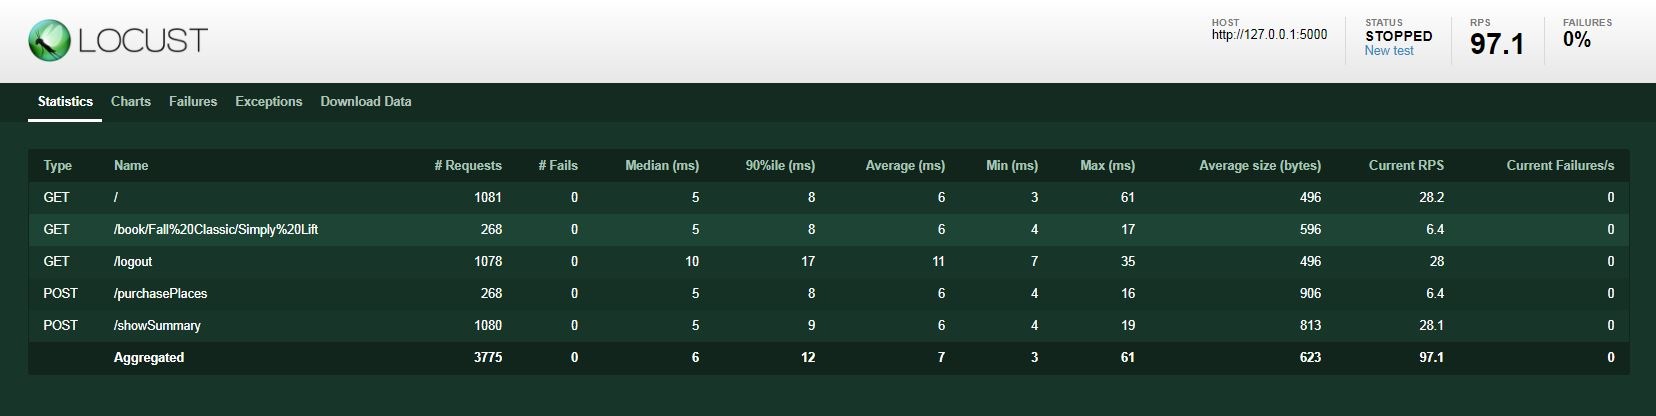 LOCUST
HOST
http://127.0.0.1:5000
STATUS
STOPPED
New test
RPS
97.1
FAILURES
0%
Statistics Charts Failures Exceptions Download Data
Type Name # Requests # Fails Median (ms) 90%ile (ms) Average (ms) Min (ms) Max (ms) Average size (bytes) Current RPS Current Failures/s
GET / 1081 0 5 8 6 3 61 496 28.2 0
GET /book/Fall%20Classic/Simply%20Lift 268 0 5 8 6 4 17 596 6.4 0
GET /logout 1078 0 10 17 11 7 35 496 28 0
POST /purchasePlaces 268 0 5 8 6 4 16 906 6.4 0
POST /showSummary 1080 0 5 9 6 4 19 813 28.1 0
Aggregated 3775 0 6 12 7 3 61 623 97.1 0